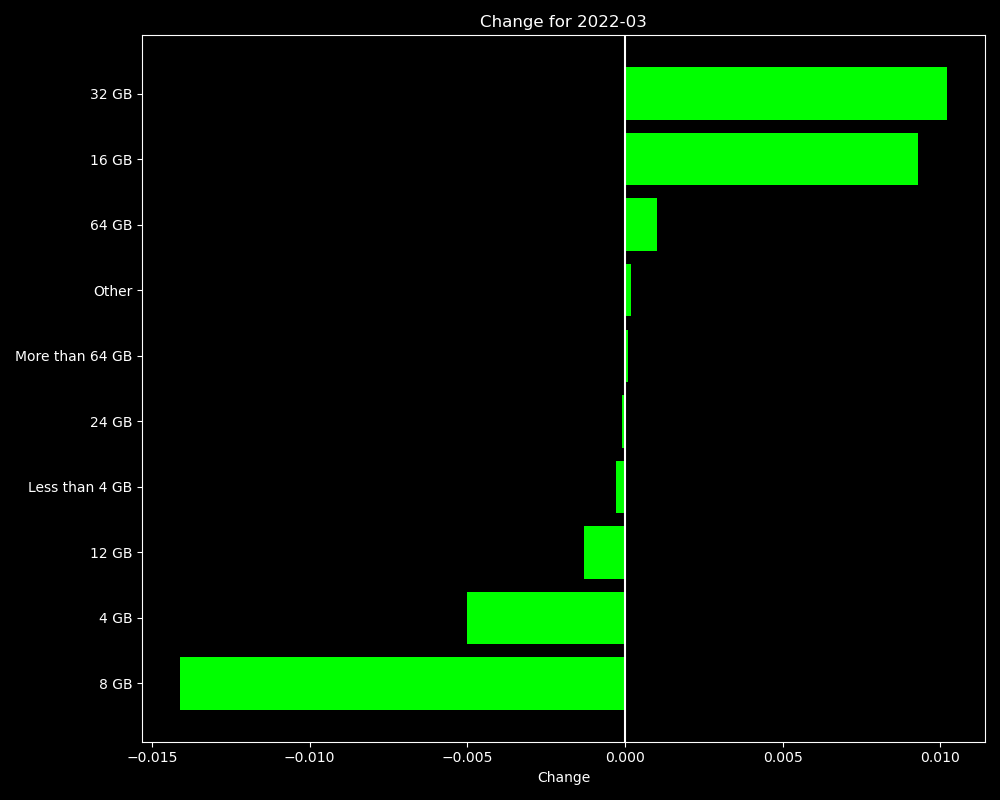 Change for 2022-03
32 GB
16 GB
64 GB
Other
More than 64 GB
24 GB
Less than 4 GB
12 GB
4 GB
8 GB
−0.015 −0.010 −0.005 0.000 0.005 0.010
Change